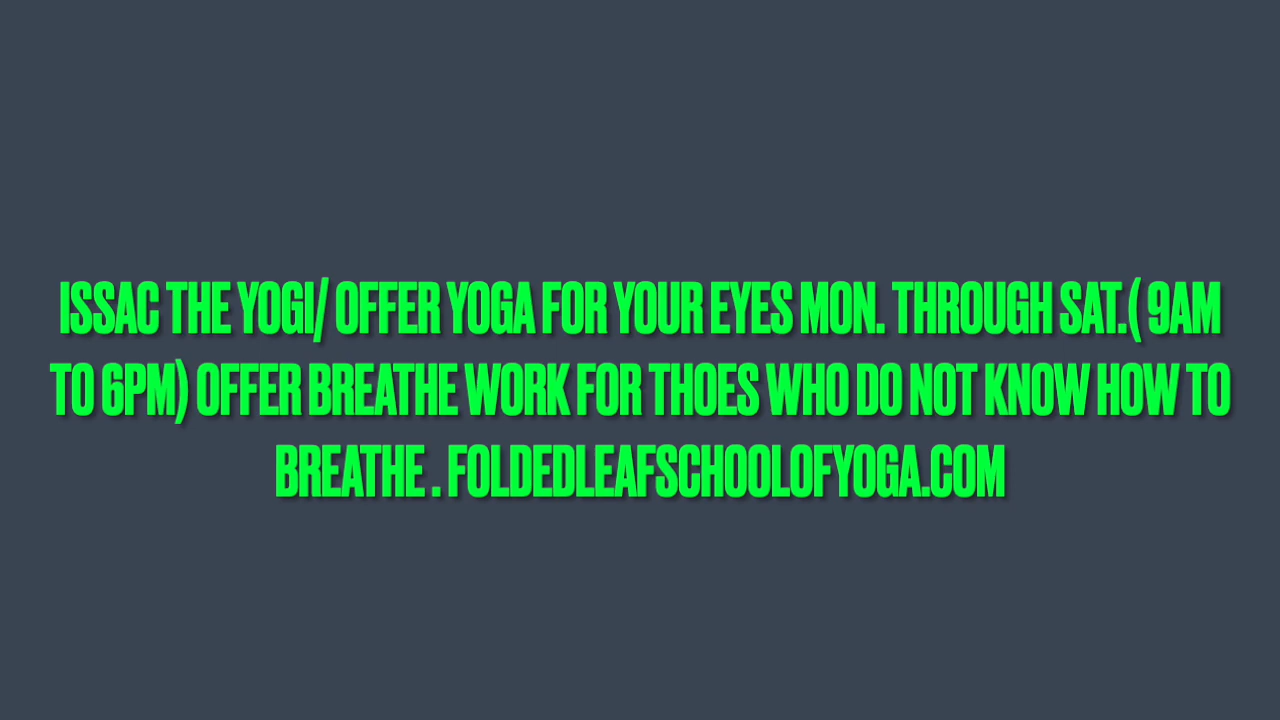 ISSAC THE YOGI/ OFFER YOGA FOR YOUR EYES MON. THROUGH SAT.( 9AM
TO 6PM) OFFER BREATHE WORK FOR THOES WHO DO NOT KNOW HOW TO
BREATHE . FOLDEDLEAFSCHOOLOFYOGA.COM